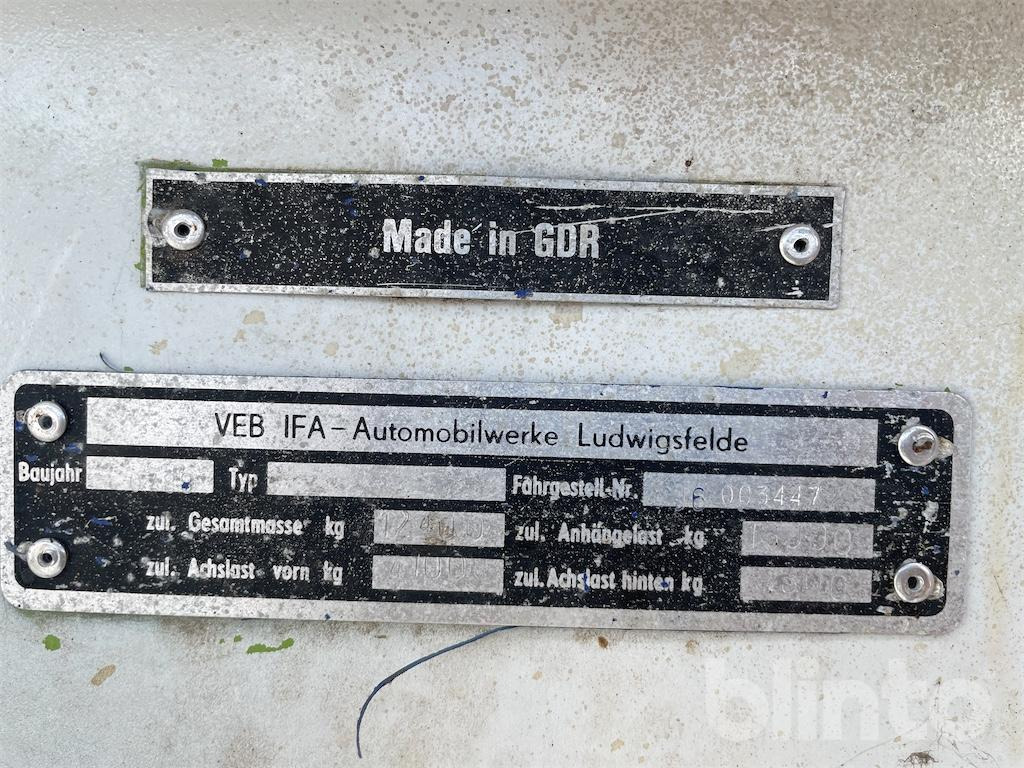 Made in GDR
VEB IFA-Automobilwerke Ludwigsfelde
Baujahr Typ Fahrgestell-Nr. 6 003447
zul. Gesamtmasse kg zul. Anhängelast kg
zul. Achslast vorn kg zul. Achslast hinten kg
blinto